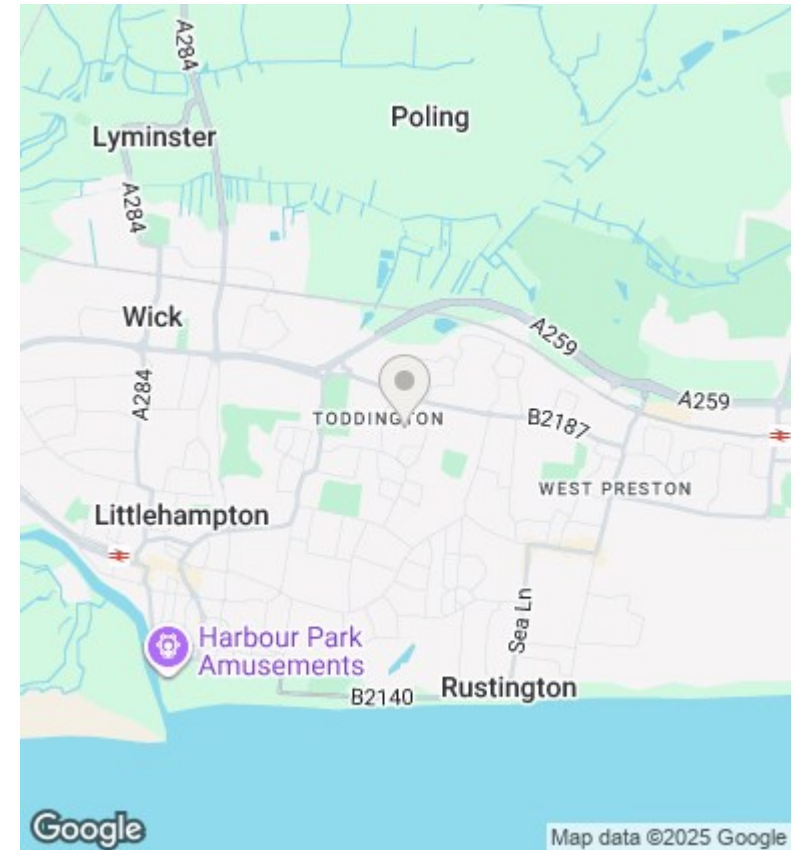 A284
Poling
Lyminster
A284
Wick
A259
A284
A259
TODDINGTON
B2187
WEST PRESTON
Littlehampton
Sea Ln
Harbour Park
Amusements
Rustington
B2140
Google
Map data ©2025 Google